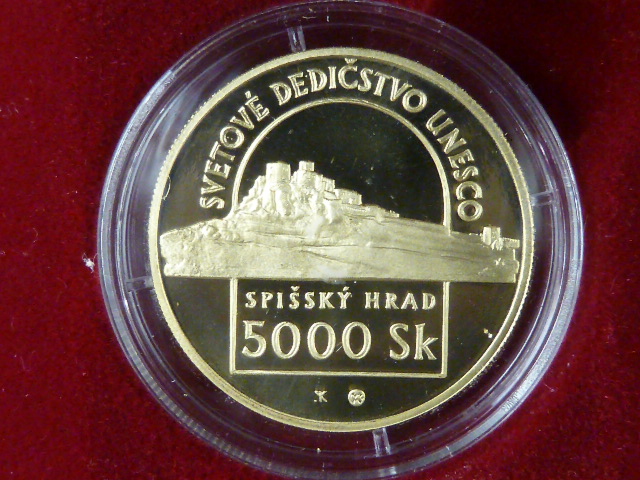 SVETOVÉ DEDIČSTVO UNESCO
SPIŠSKÝ HRAD
5000 Sk